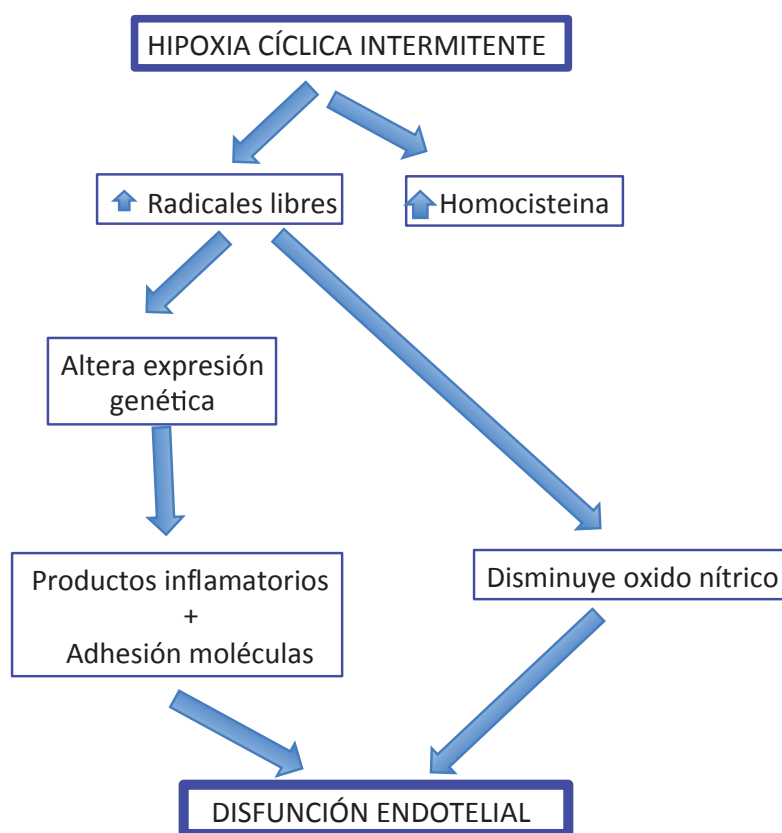 HIPOXIA CÍCLICA INTERMITENTE
Radicales libres
Homocisteina
Altera expresión
genética
Productos inflamatorios
+
Adhesión moléculas
Disminuye oxido nítrico
DISFUNCIÓN ENDOTELIAL